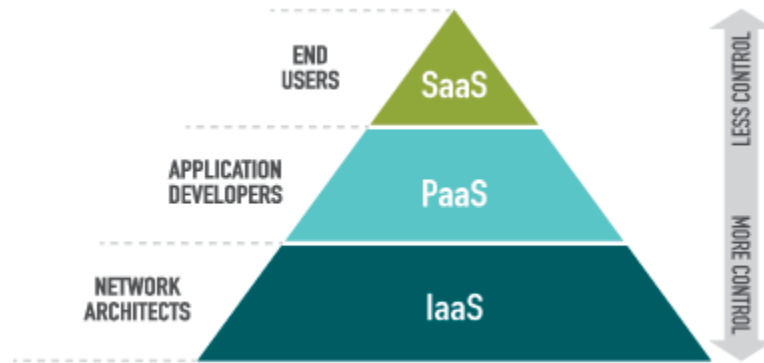 END
USERS
SaaS
LESS CONTROL
APPLICATION
DEVELOPERS
PaaS
NETWORK
ARCHITECTS
IaaS
MORE CONTROL